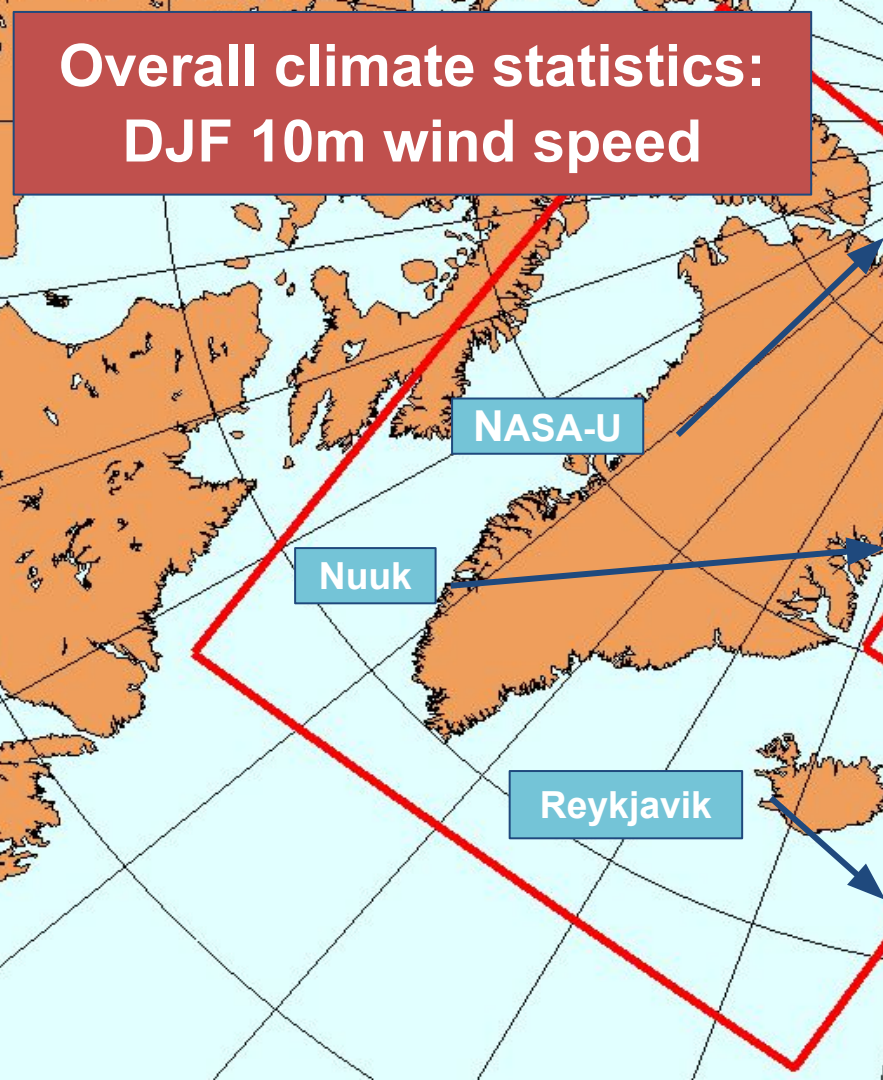 Overall climate statistics:
DJF 10m wind speed
NASA-U
Nuuk
Reykjavik